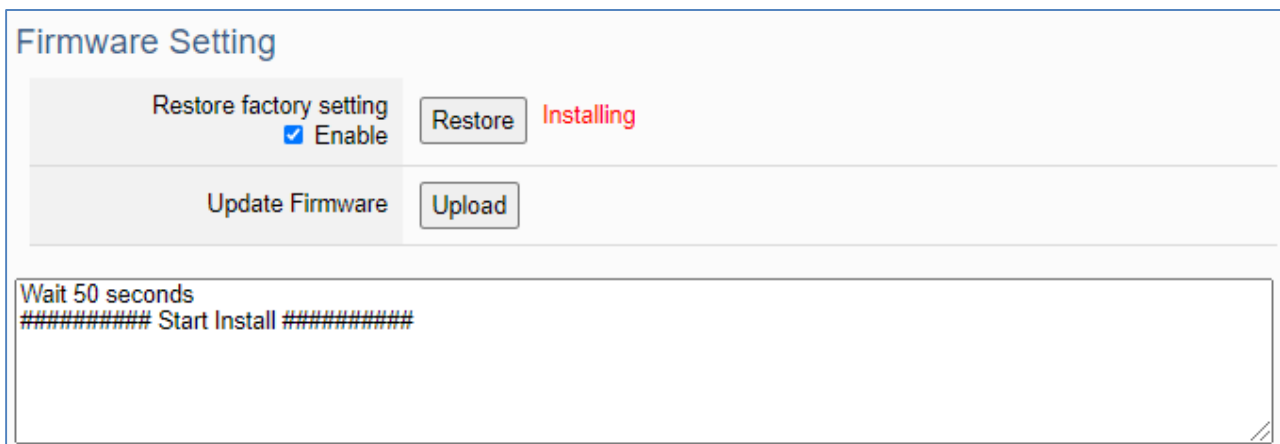 Firmware Setting
Restore factory setting
Enable
Restore
Installing
Update Firmware
Upload
Wait 50 seconds
########## Start Install ##########